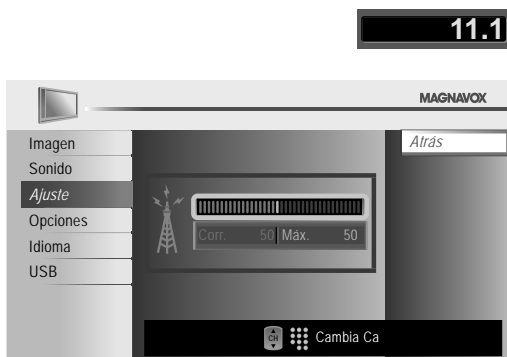 11.1
MAGNAVOX
Imagen
Atrás
Sonido
Ajuste
Opciones
Idioma
USB
Corr. 50 Máx. 50
CH Cambia Ca